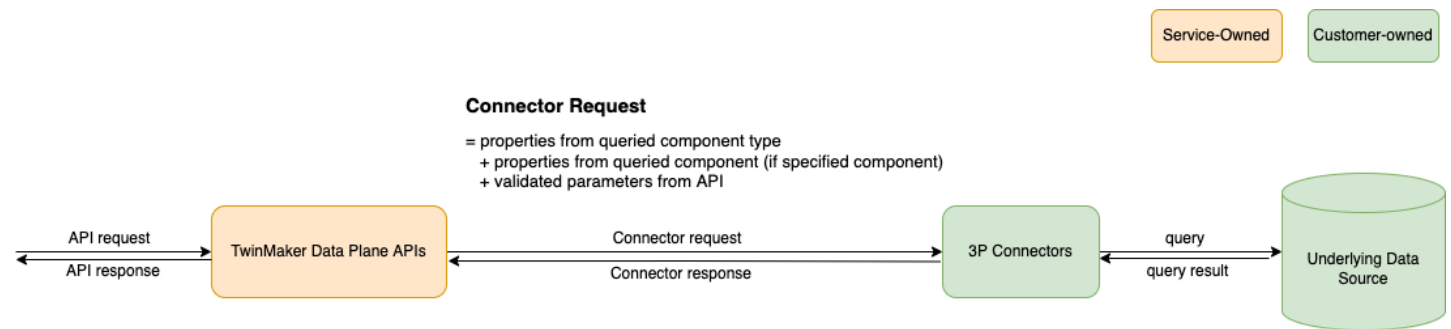 Service-Owned
Customer-owned
Connector Request
= properties from queried component type
+ properties from queried component (if specified component)
+ validated parameters from API
API request
API response
TwinMaker Data Plane APIs
Connector request
Connector response
3P Connectors
query
query result
Underlying Data
Source